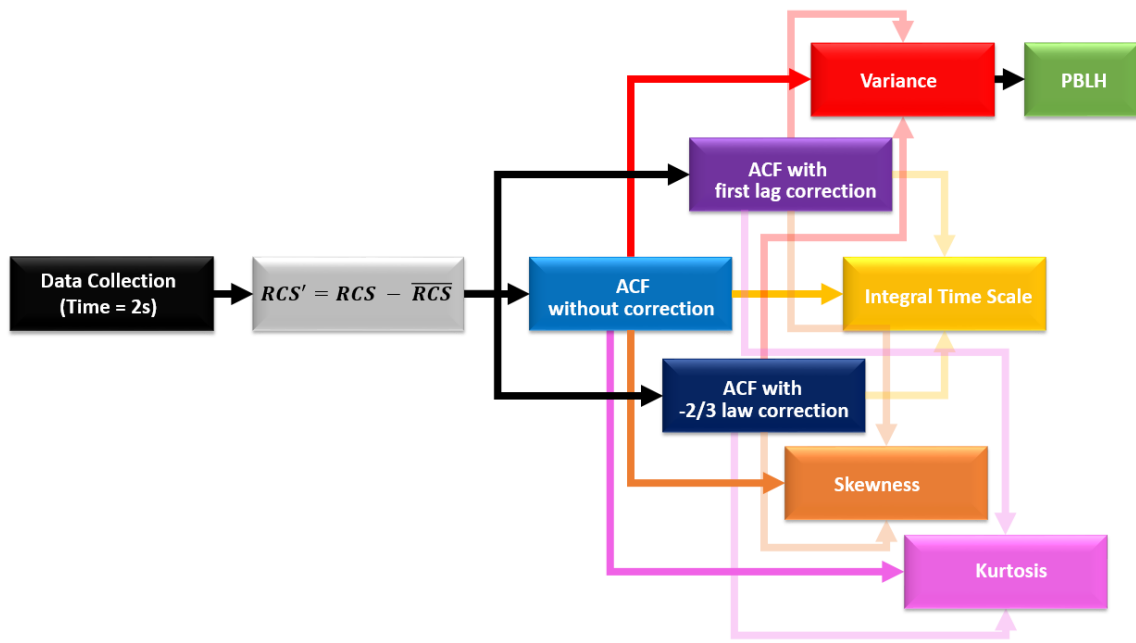 Variance
PBLH
ACF with
first lag correction
Data Collection
(Time = 2s)
RCS′ = RCS − \overline{RCS}
ACF
without correction
Integral Time Scale
ACF with
-2/3 law correction
Skewness
Kurtosis